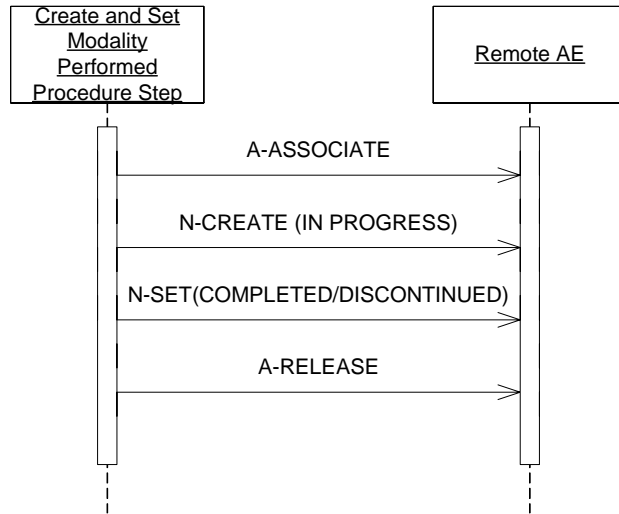 Create and Set
Modality
Performed
Procedure Step
Remote AE
A-ASSOCIATE
N-CREATE (IN PROGRESS)
N-SET(COMPLETED/DISCONTINUED)
A-RELEASE